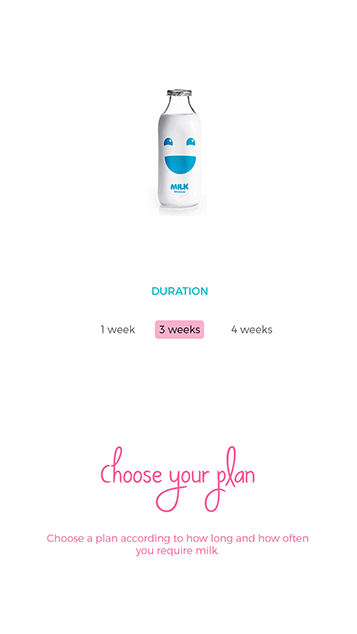 MILK
DURATION
1 week 3 weeks 4 weeks
Choose your plan
Choose a plan according to how long and how often
you require milk.